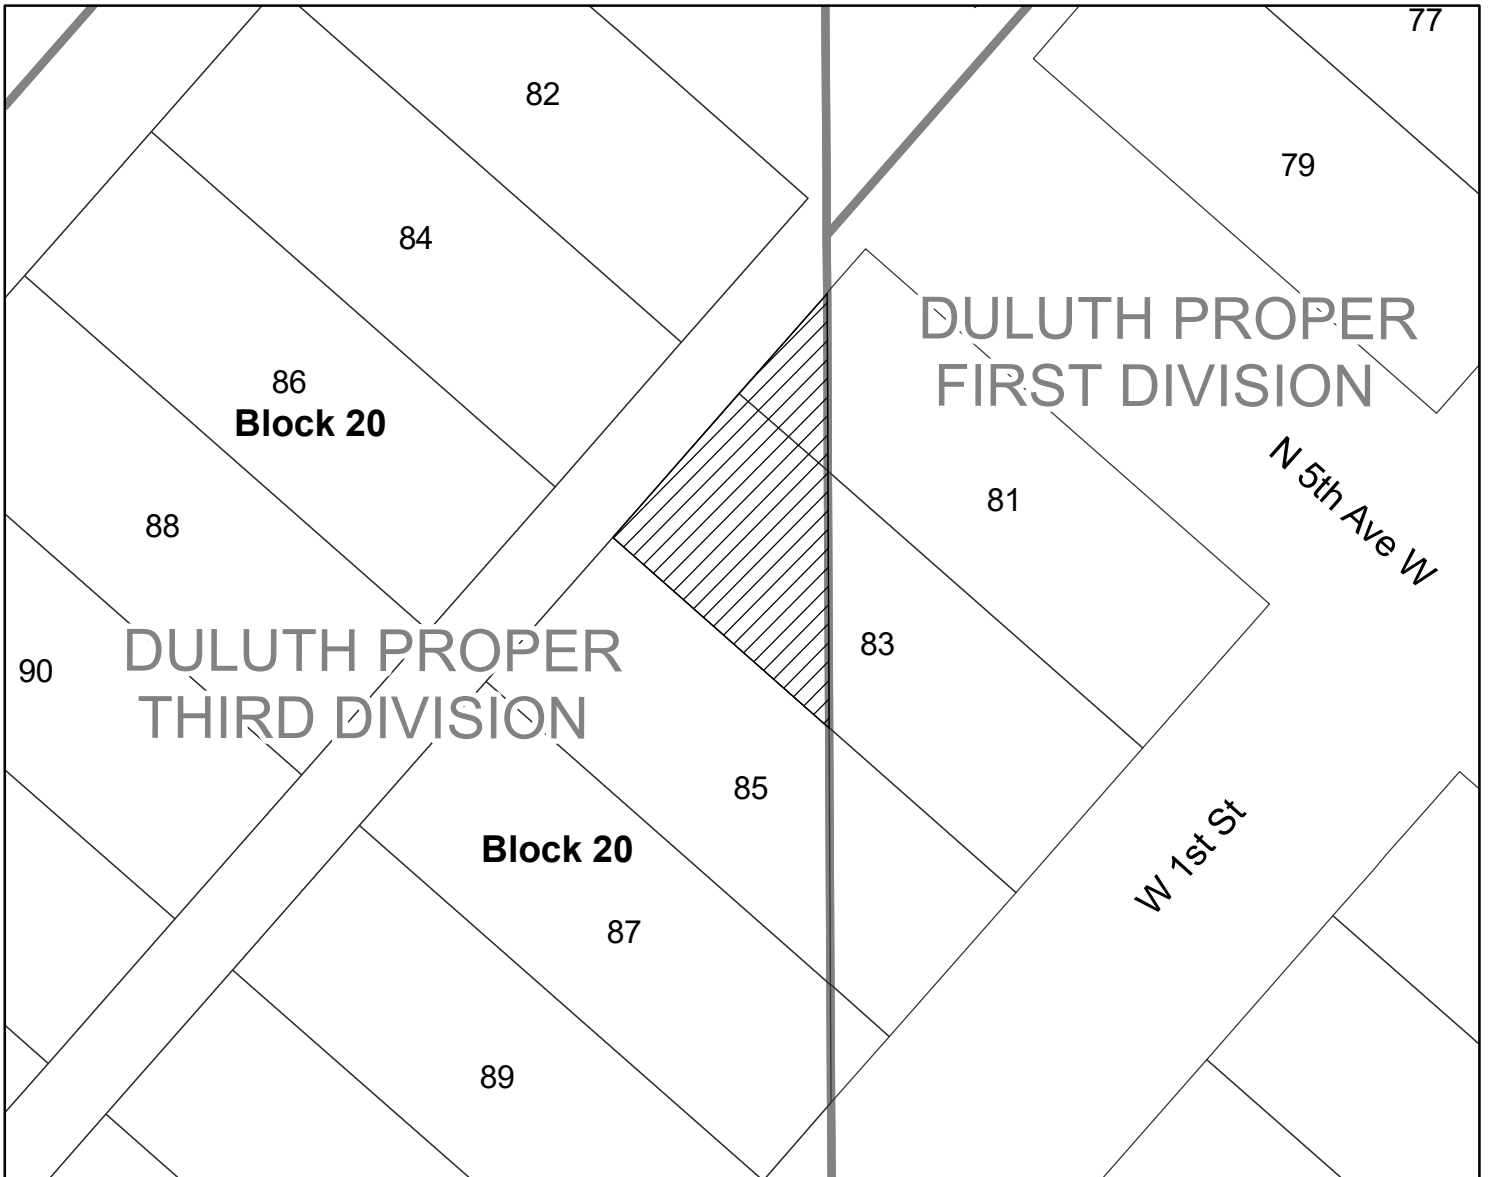 77
82
79
84
DULUTH PROPER
FIRST DIVISION
86
Block 20
N 5th Ave W
81
88
83
DULUTH PROPER
THIRD DIVISION
90
85
W 1st St
Block 20
87
89